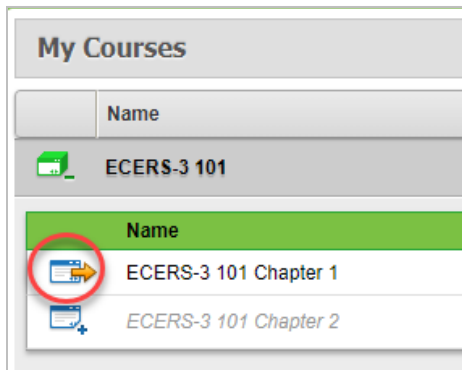 My Courses
Name
ECERS-3 101
Name
ECERS-3 101 Chapter 1
ECERS-3 101 Chapter 2